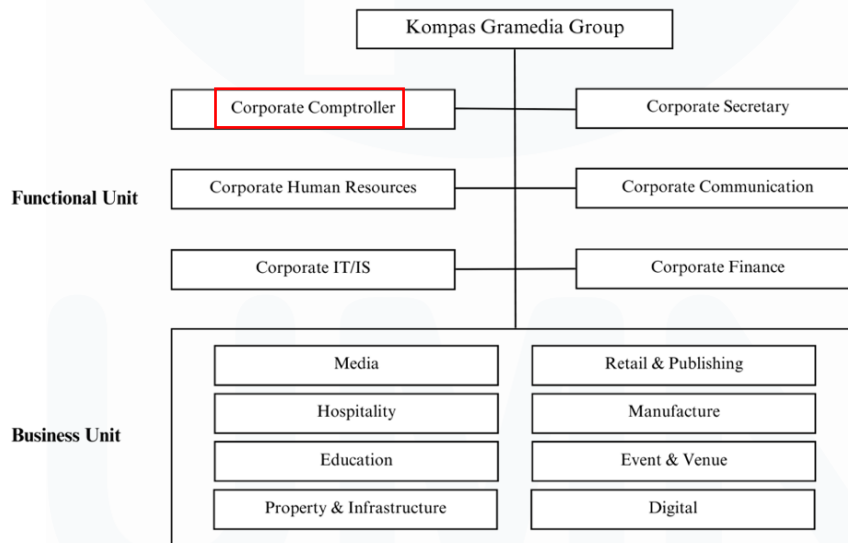 Kompas Gramedia Group
Corporate Comptroller
Corporate Secretary
Functional Unit
Corporate Human Resources
Corporate Communication
Corporate IT/IS
Corporate Finance
Business Unit
Media
Retail & Publishing
Hospitality
Manufacture
Education
Event & Venue
Property & Infrastructure
Digital